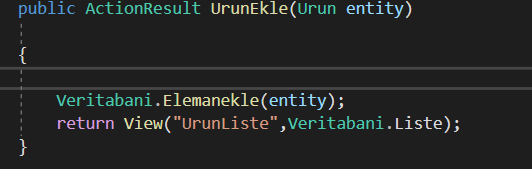 public ActionResult UrunEkle(Urun entity)
{
Veritabani.Elemanekle(entity);
return View("UrunListe",Veritabani.Liste);
}